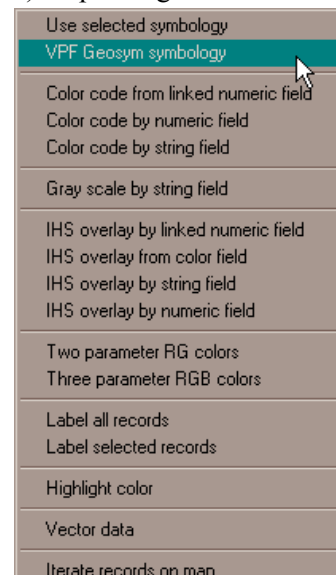 Use selected symbology
VPF Geosym symbology
Color code from linked numeric field
Color code by numeric field
Color code by string field
Gray scale by string field
IHS overlay by linked numeric field
IHS overlay from color field
IHS overlay by string field
IHS overlay by numeric field
Two parameter RG colors
Three parameter RGB colors
Label all records
Label selected records
Highlight color
Vector data
Iterate records on map